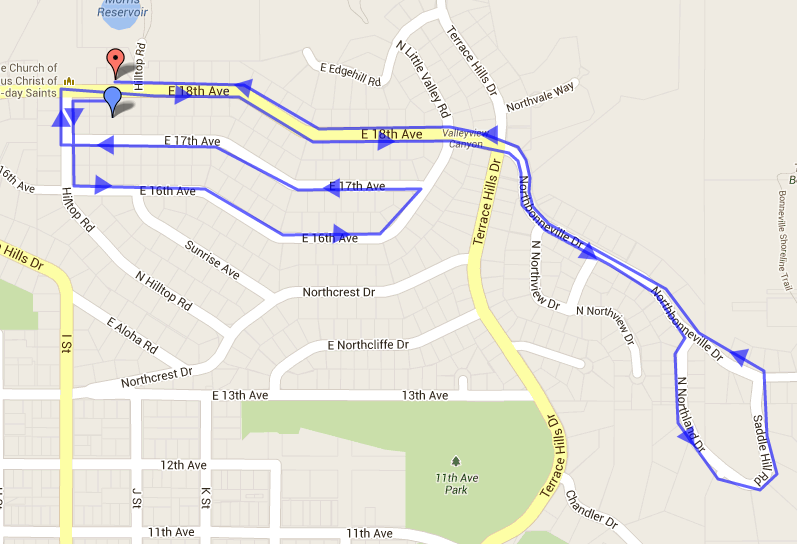 Morris
Reservoir
Hilltop Rd
e Church of
us Christ of
-day Saints
E 18th Ave
E Edgehill Rd
N Little Valley Rd
Terrace Hills Dr
Northvale Way
E 18th Ave
Valleyview
Canyon
E 17th Ave
E 17th Ave
16th Ave
E 16th Ave
E 16th Ave
Hilltop Rd
Terrace Hills Dr
Northbonneville Dr
Bonneville Shoreline Trail
B
Sunrise Ave
N Hilltop Rd
Northcrest Dr
N Northview Dr
N Northview Dr
Hills Dr
I St
E Aloha Rd
E Northcliffe Dr
Northbonneville Dr
Northcrest Dr
E 13th Ave
13th Ave
N Northland Dr
Saddle Hill Rd
Terrace Hills Dr
12th Ave
11th Ave
Park
J St
K St
Terrace Hills Dr
Chandler Dr
11th Ave
11th Ave